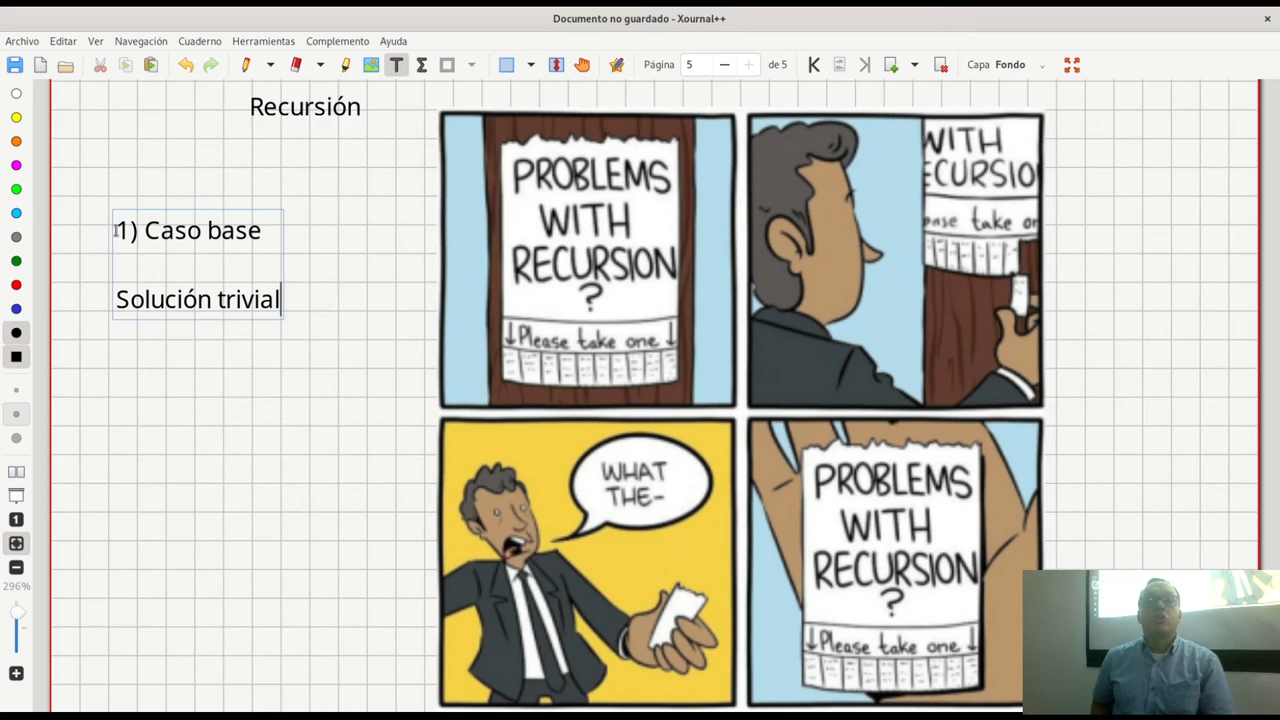 Documento no guardado - Xournal++
×
Archivo Editar Ver Navegación Cuaderno Herramientas Complemento Ayuda
Página 5 de 5 Capa Fondo
Recursión
1) Caso base
Solución trivial
PROBLEMS
WITH
RECURSION
?
↓Please take one↓
WITH
ECURSIO
ease take on
WHAT
THE-
PROBLEMS
WITH
RECURSION
?
↓Please take one↓
1
296%